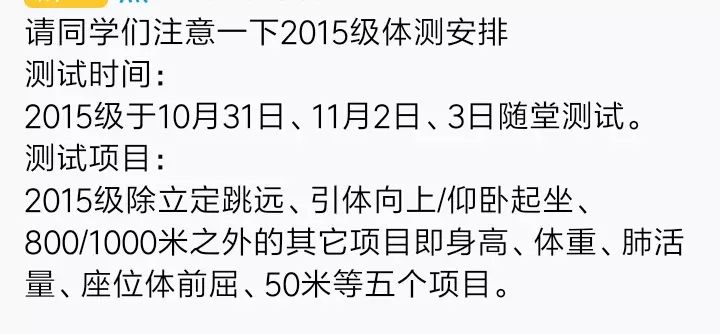 请同学们注意一下2015级体测安排
测试时间：
2015级于10月31日、11月2日、3日随堂测试。
测试项目：
2015级除立定跳远、引体向上/仰卧起坐、
800/1000米之外的其它项目即身高、体重、肺活
量、座位体前屈、50米等五个项目。